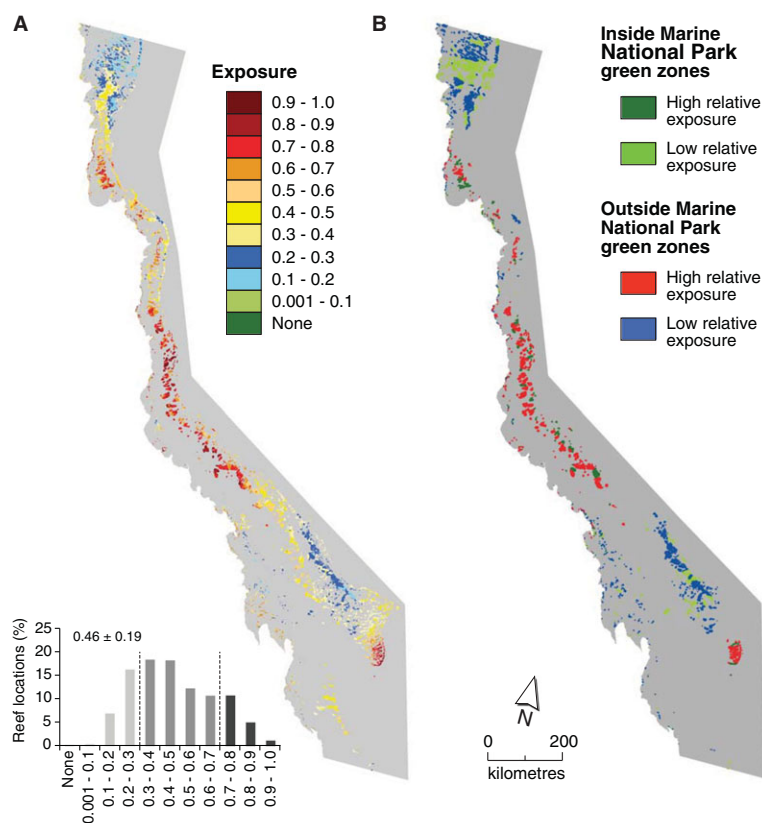 A
Exposure
0.9 - 1.0
0.8 - 0.9
0.7 - 0.8
0.6 - 0.7
0.5 - 0.6
0.4 - 0.5
0.3 - 0.4
0.2 - 0.3
0.1 - 0.2
0.001 - 0.1
None
Reef locations (%)
25
20
15
10
5
0
0.46 ± 0.19
None
0.001 - 0.1
0.1 - 0.2
0.2 - 0.3
0.3 - 0.4
0.4 - 0.5
0.5 - 0.6
0.6 - 0.7
0.7 - 0.8
0.8 - 0.9
0.9 - 1.0
B
Inside Marine
National Park
green zones
High relative
exposure
Low relative
exposure
Outside Marine
National Park
green zones
High relative
exposure
Low relative
exposure
N
0 200
kilometres